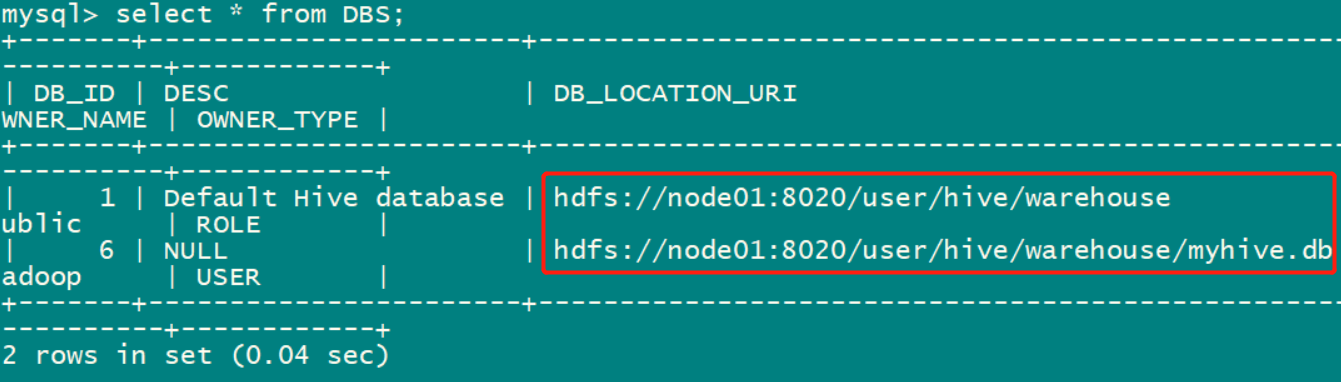 mysql> select * from DBS;
+-------+-----------------------+--------------------------------------------------
----------+------------+
| DB_ID | DESC                  | DB_LOCATION_URI
WNER_NAME | OWNER_TYPE |
+-------+-----------------------+--------------------------------------------------
----------+------------+
|     1 | Default Hive database | hdfs://node01:8020/user/hive/warehouse
ublic     | ROLE       |
|     6 | NULL                  | hdfs://node01:8020/user/hive/warehouse/myhive.db
adoop     | USER       |
+-------+-----------------------+--------------------------------------------------
----------+------------+
2 rows in set (0.04 sec)